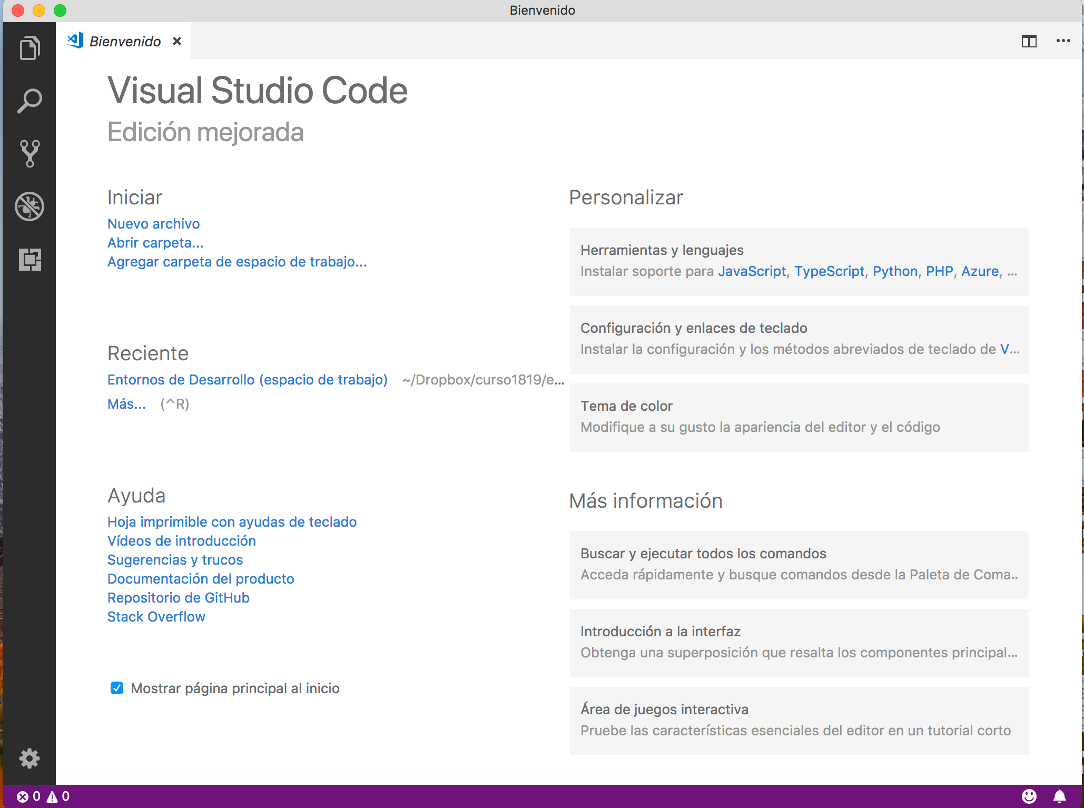 Bienvenido
Bienvenido
Visual Studio Code
Edición mejorada
Iniciar
Nuevo archivo
Abrir carpeta...
Agregar carpeta de espacio de trabajo...
Reciente
Entornos de Desarrollo (espacio de trabajo) ~/Dropbox/curso1819/e...
Más... (^R)
Ayuda
Hoja imprimible con ayudas de teclado
Vídeos de introducción
Sugerencias y trucos
Documentación del producto
Repositorio de GitHub
Stack Overflow
Mostrar página principal al inicio
Personalizar
Herramientas y lenguajes
Instalar soporte para JavaScript, TypeScript, Python, PHP, Azure, ...
Configuración y enlaces de teclado
Instalar la configuración y los métodos abreviados de teclado de V...
Tema de color
Modifique a su gusto la apariencia del editor y el código
Más información
Buscar y ejecutar todos los comandos
Acceda rápidamente y busque comandos desde la Paleta de Coma..
Introducción a la interfaz
Obtenga una superposición que resalta los componentes principal...
Área de juegos interactiva
Pruebe las características esenciales del editor en un tutorial corto
0 0